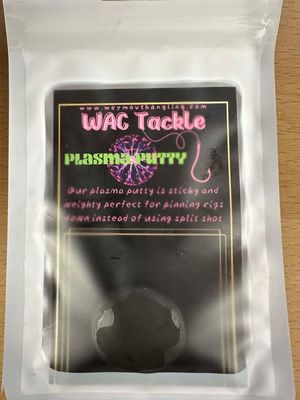 www.weymouthangling.com
WAC Tackle
PLASMA PUTTY
Our plasma putty is sticky and
weighty perfect for pinning rigs
down instead of using split shot